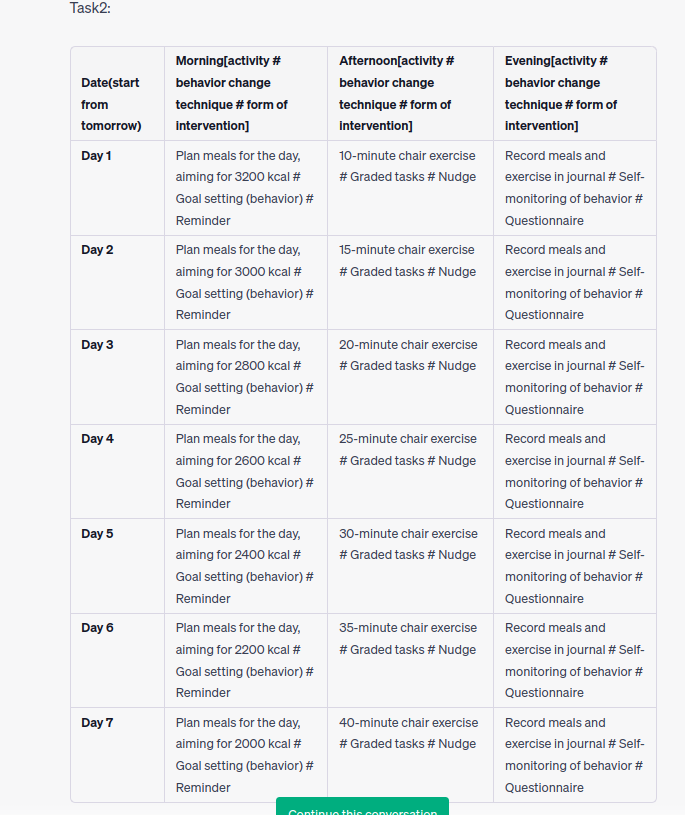 Task2:
Date(start
from
tomorrow)
Morning[activity #
behavior change
technique # form of
intervention]
Afternoon[activity #
behavior change
technique # form of
intervention]
Evening[activity #
behavior change
technique # form of
intervention]
Day 1
Plan meals for the day,
aiming for 3200 kcal #
Goal setting (behavior) #
Reminder
10-minute chair exercise
# Graded tasks # Nudge
Record meals and
exercise in journal # Self-
monitoring of behavior #
Questionnaire
Day 2
Plan meals for the day,
aiming for 3000 kcal #
Goal setting (behavior) #
Reminder
15-minute chair exercise
# Graded tasks # Nudge
Record meals and
exercise in journal # Self-
monitoring of behavior #
Questionnaire
Day 3
Plan meals for the day,
aiming for 2800 kcal #
Goal setting (behavior) #
Reminder
20-minute chair exercise
# Graded tasks # Nudge
Record meals and
exercise in journal # Self-
monitoring of behavior #
Questionnaire
Day 4
Plan meals for the day,
aiming for 2600 kcal #
Goal setting (behavior) #
Reminder
25-minute chair exercise
# Graded tasks # Nudge
Record meals and
exercise in journal # Self-
monitoring of behavior #
Questionnaire
Day 5
Plan meals for the day,
aiming for 2400 kcal #
Goal setting (behavior) #
Reminder
30-minute chair exercise
# Graded tasks # Nudge
Record meals and
exercise in journal # Self-
monitoring of behavior #
Questionnaire
Day 6
Plan meals for the day,
aiming for 2200 kcal #
Goal setting (behavior) #
Reminder
35-minute chair exercise
# Graded tasks # Nudge
Record meals and
exercise in journal # Self-
monitoring of behavior #
Questionnaire
Day 7
Plan meals for the day,
aiming for 2000 kcal #
Goal setting (behavior) #
Reminder
40-minute chair exercise
# Graded tasks # Nudge
Record meals and
exercise in journal # Self-
monitoring of behavior #
Questionnaire
Continue this conversation